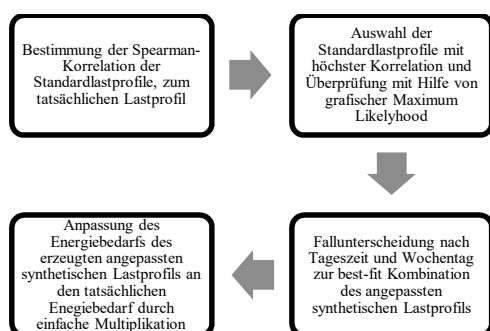 Bestimmung der Spearman-
Korrelation der
Standardlastprofile, zum
tatsächlichen Lastprofil
Auswahl der
Standardlastprofile mit
höchster Korrelation und
Überprüfung mit Hilfe von
grafischer Maximum
Likelyhood
Fallunterscheidung nach
Tageszeit und Wochentag
zur best-fit Kombination
des angepassten
synthetischen Lastprofils
Anpassung des
Energiebedarfs des
erzeugten angepassten
synthetischen Lastprofils an
den tatsächlichen
Enegiebedarf durch
einfache Multiplikation